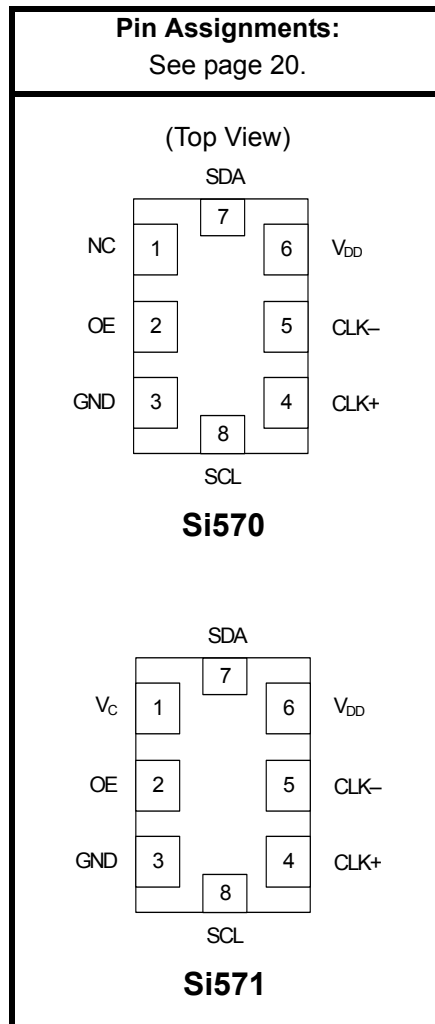 Pin Assignments:
See page 20.
(Top View)
SDA
7
NC 1 6 VDD
OE 2 5 CLK–
GND 3 4 CLK+
8
SCL
Si570
SDA
7
VC 1 6 VDD
OE 2 5 CLK–
GND 3 4 CLK+
8
SCL
Si571